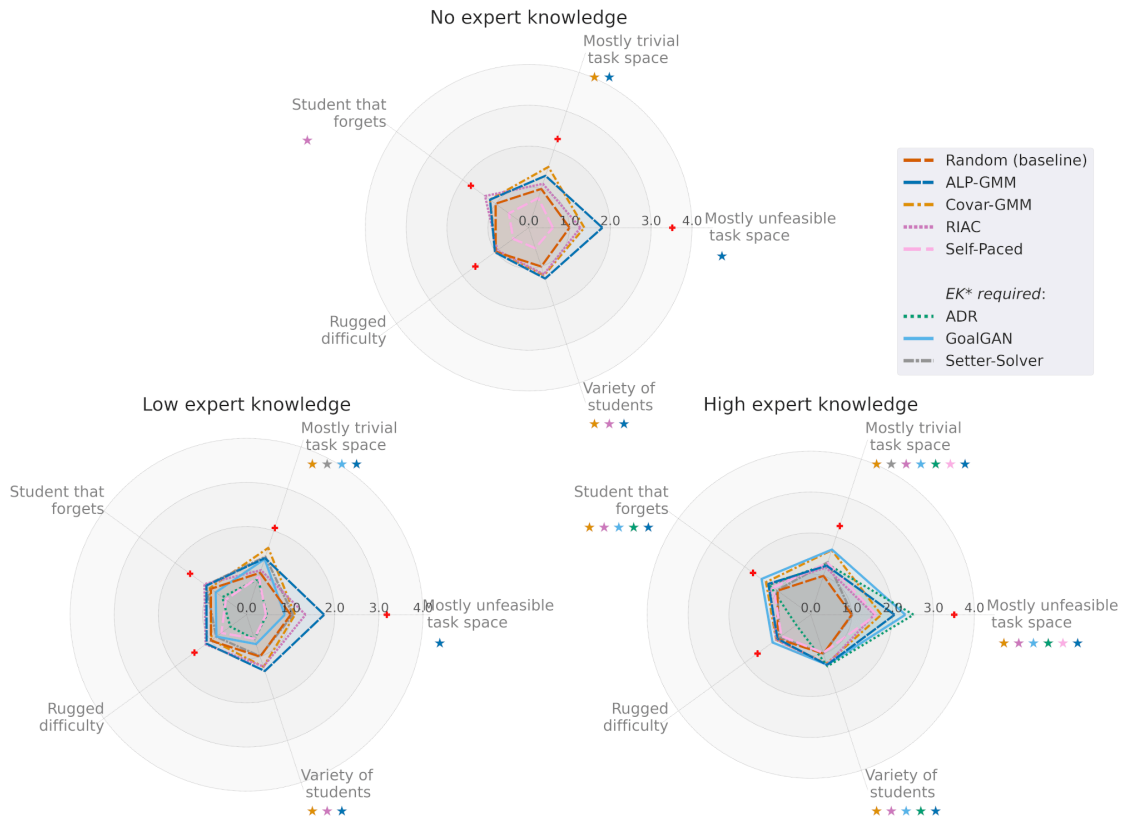 No expert knowledge
Mostly trivial
task space
Student that
forgets
0.0 1.0 2.0 3.0 4.0
Mostly unfeasible
task space
Rugged
difficulty
Variety of
students
Random (baseline)
ALP-GMM
Covar-GMM
RIAC
Self-Paced
EK* required:
ADR
GoalGAN
Setter-Solver
Low expert knowledge
Mostly trivial
task space
Student that
forgets
0.0 1.0 2.0 3.0 4.0
Mostly unfeasible
task space
Rugged
difficulty
Variety of
students
High expert knowledge
Mostly trivial
task space
Student that
forgets
0.0 1.0 2.0 3.0 4.0
Mostly unfeasible
task space
Rugged
difficulty
Variety of
students